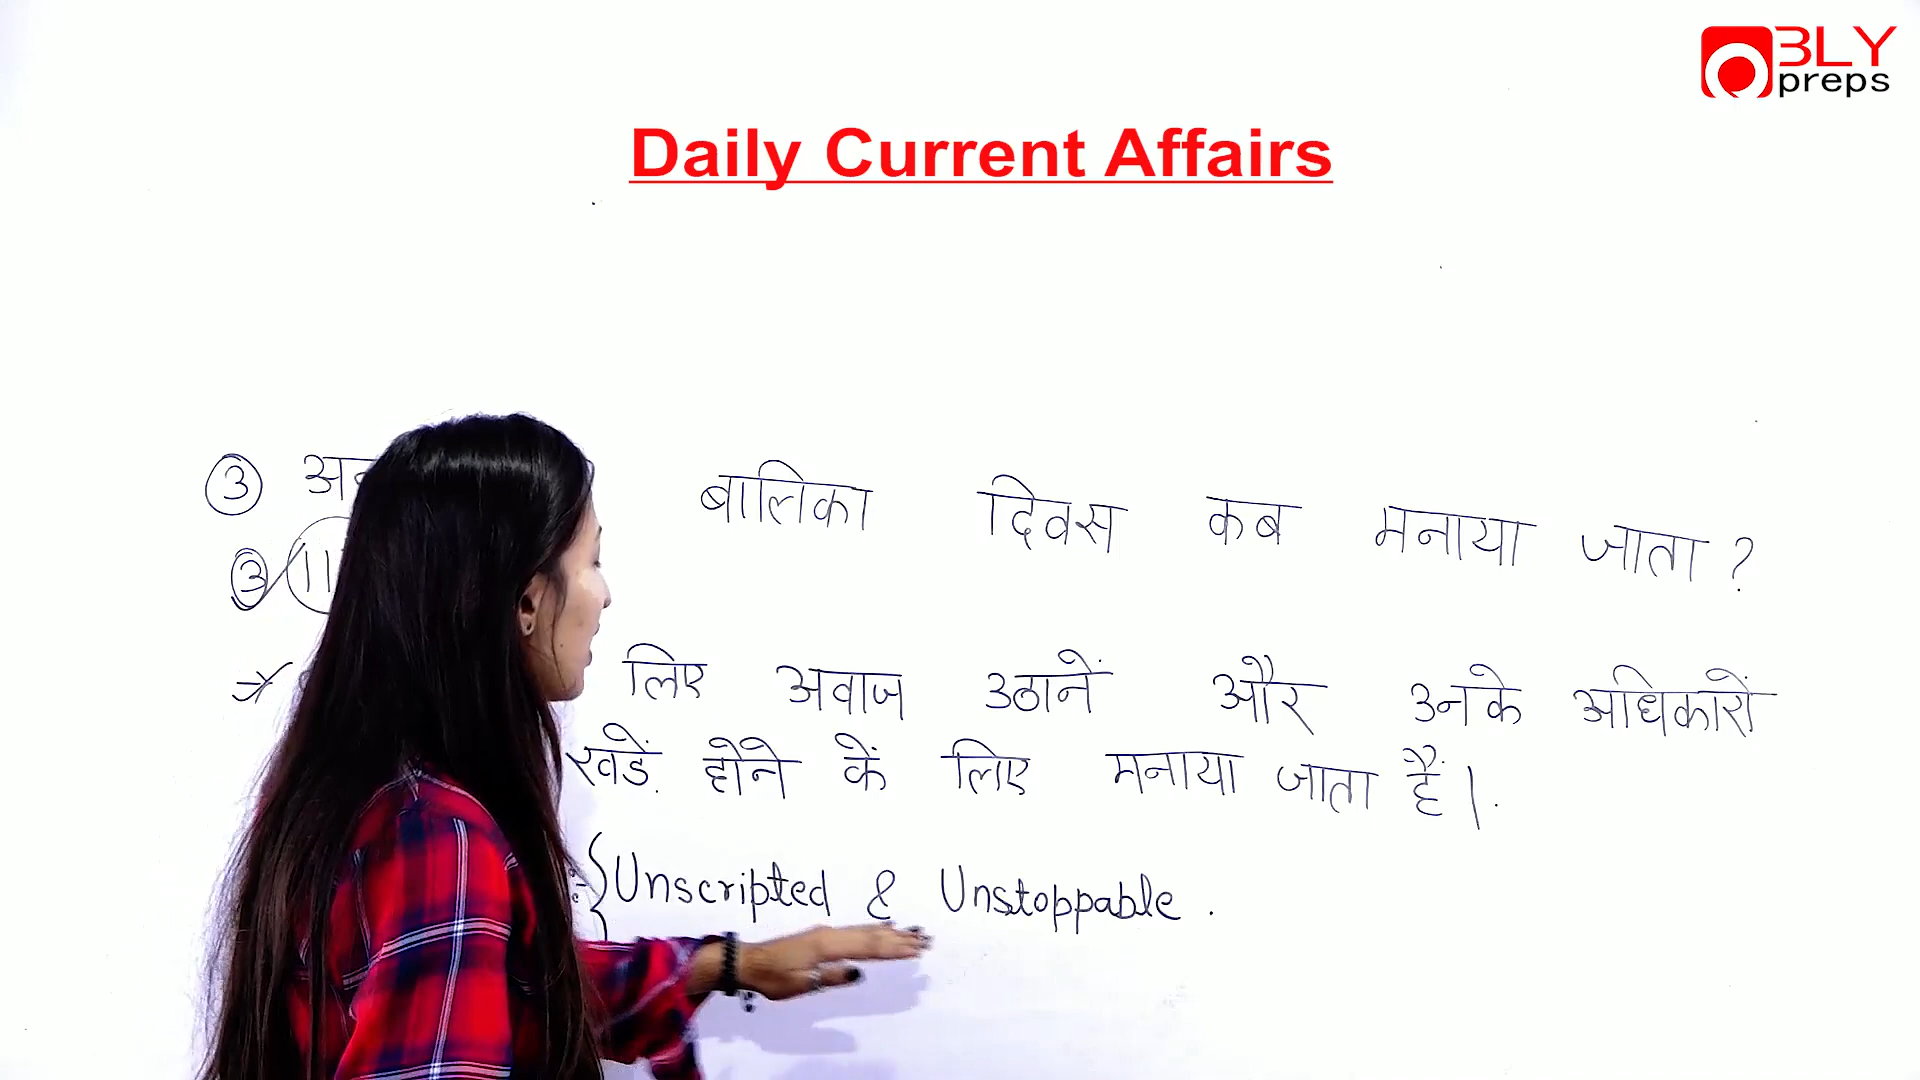 BLY
preps
Daily Current Affairs
③ बालिका दिवस कब मनाया जाता ?
③ 11
लिए अवाज उठानें और उनके अधिकारों
खडें होने कें लिए मनाया जाता हैं।
Unscripted & Unstoppable.